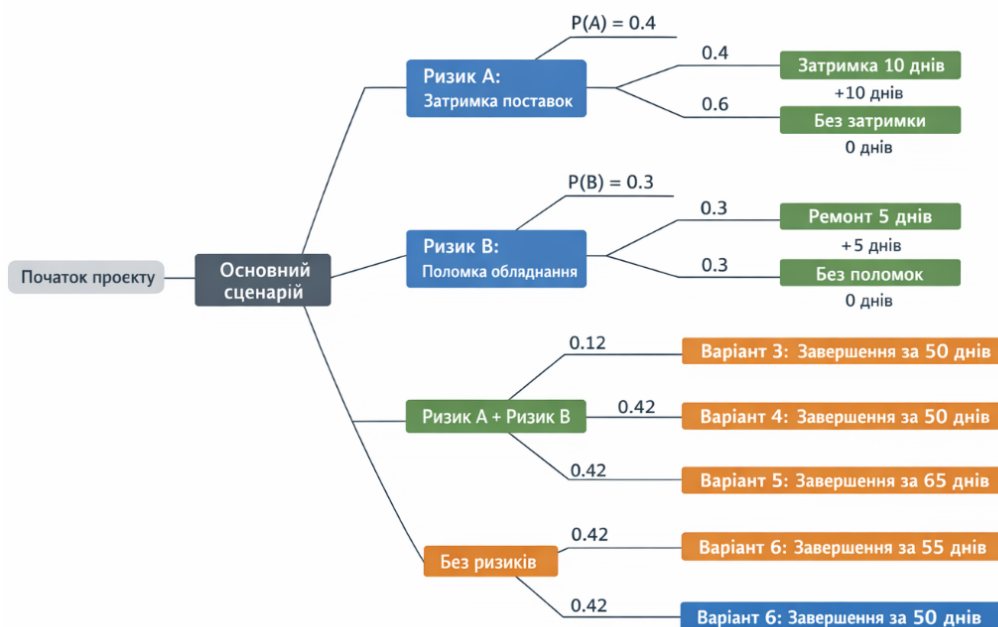 P(A) = 0.4
Ризик А:
Затримка поставок
0.4
Затримка 10 днів
+10 днів
0.6
Без затримки
0 днів
P(B) = 0.3
Ризик В:
Поломка обляднання
0.3
Ремонт 5 днів
+5 днів
0.3
Без поломок
0 днів
Початок проекту
Основний
сценарій
0.12
Варіант 3: Завершення за 50 днів
Ризик А + Ризик В
0.42
Варіант 4: Завершення за 50 днів
0.42
Варіант 5: Завершення за 65 днів
Без ризиків
0.42
Варіант 6: Завершення за 55 днів
0.42
Варіант 6: Завершення за 50 днів